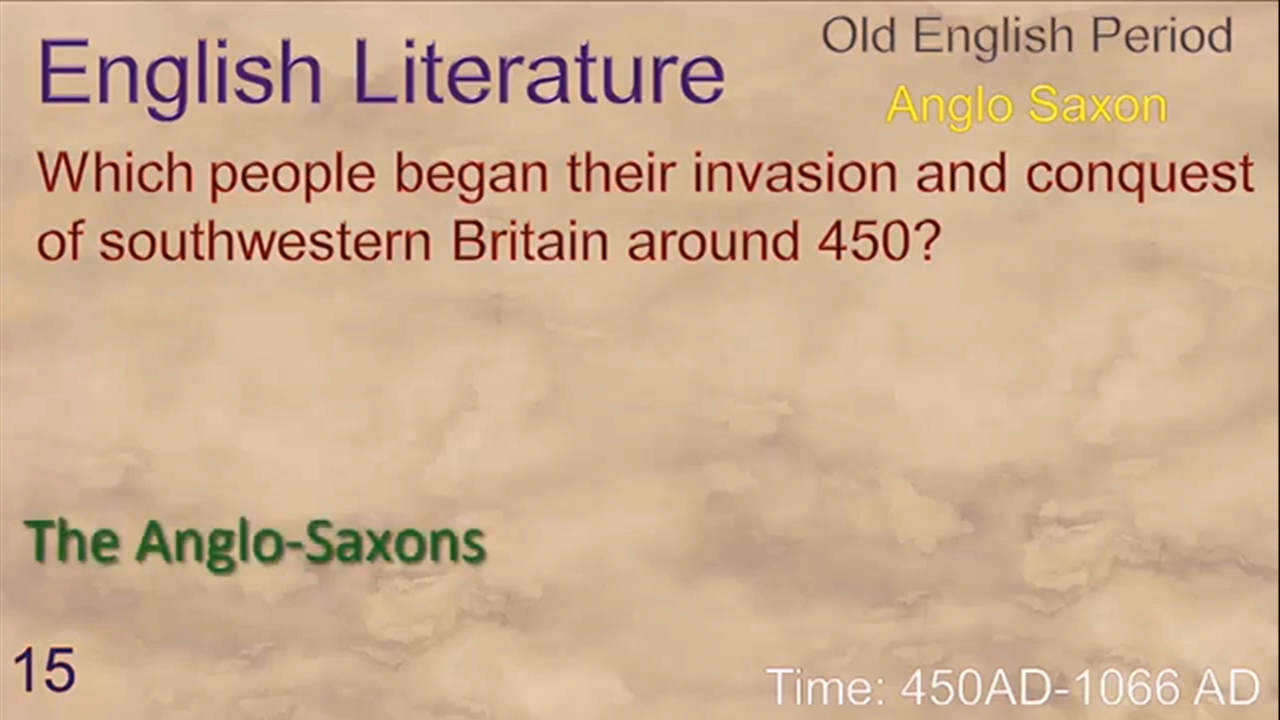 English Literature
Old English Period
Anglo Saxon
Which people began their invasion and conquest
of southwestern Britain around 450?
The Anglo-Saxons
15
Time: 450AD-1066 AD